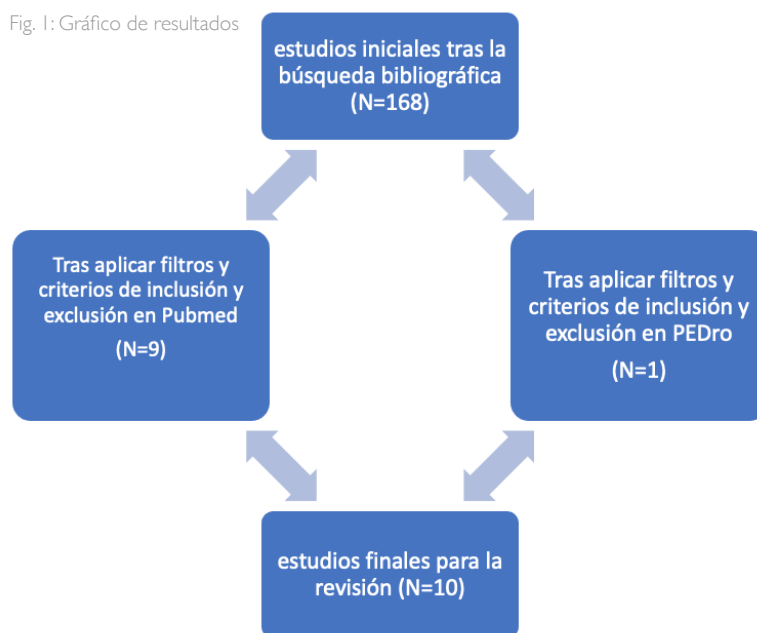 Fig. 1: Gráfico de resultados
estudios iniciales tras la
búsqueda bibliográfica
(N=168)
Tras aplicar filtros y
criterios de inclusión y
exclusión en Pubmed
(N=9)
Tras aplicar filtros y
criterios de inclusión y
exclusión en PEDro
(N=1)
estudios finales para la
revisión (N=10)